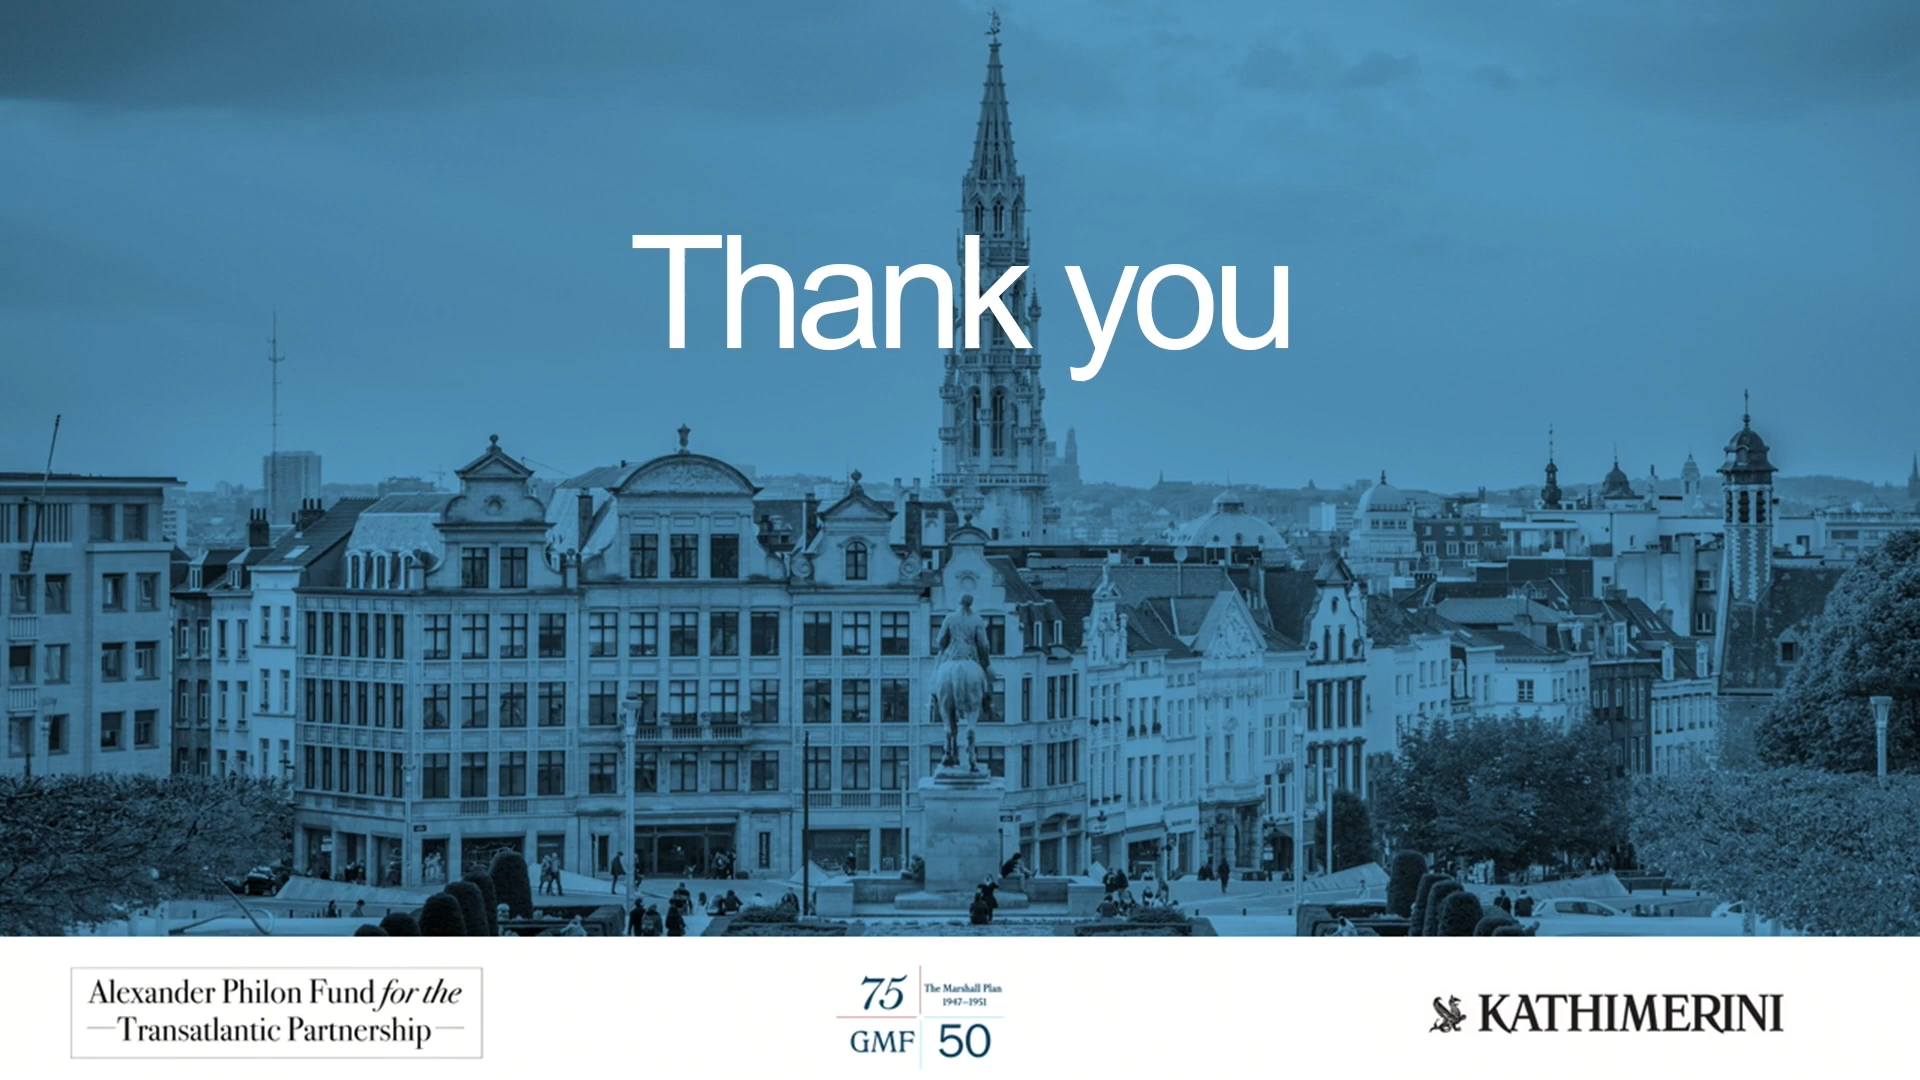 Thank you
Alexander Philon Fund for the
Transatlantic Partnership
75
The Marshall Plan
1947–1951
GMF
50
KATHIMERINI